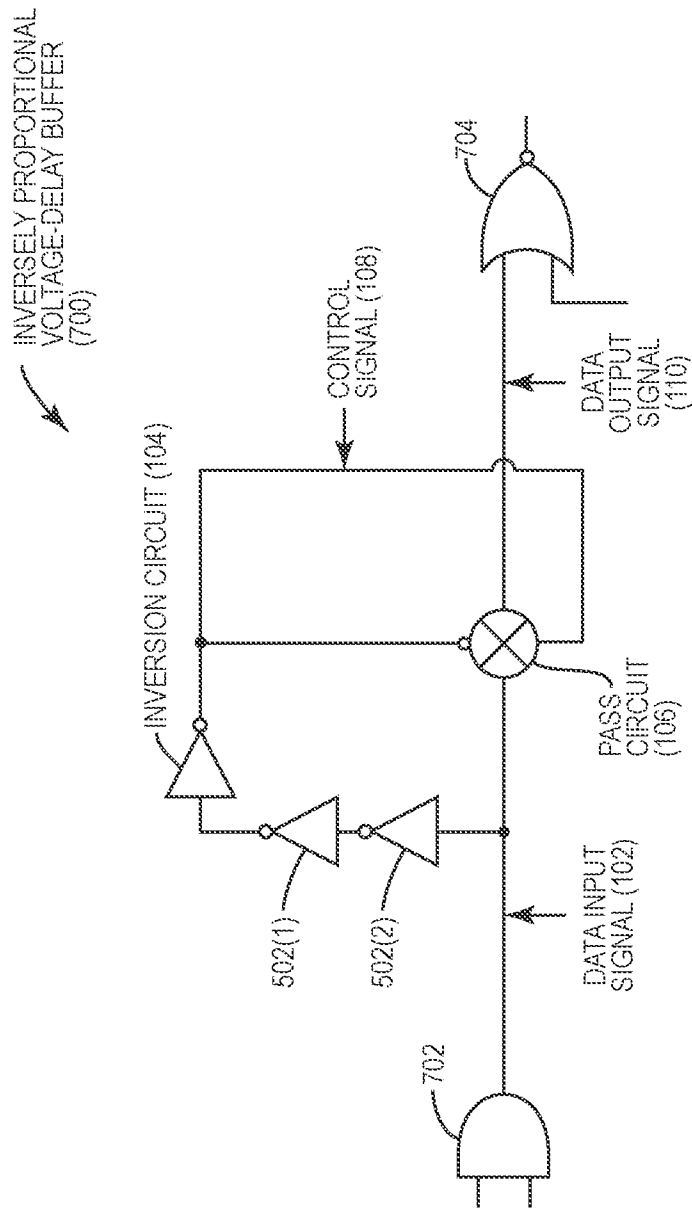 INVERSELY PROPORTIONAL
VOLTAGE-DELAY BUFFER
(700)
INVERSION CIRCUIT (104)
CONTROL
SIGNAL (108)
502(1)
502(2)
702
704
DATA INPUT
SIGNAL (102)
PASS
CIRCUIT
(106)
DATA
OUTPUT
SIGNAL
(110)